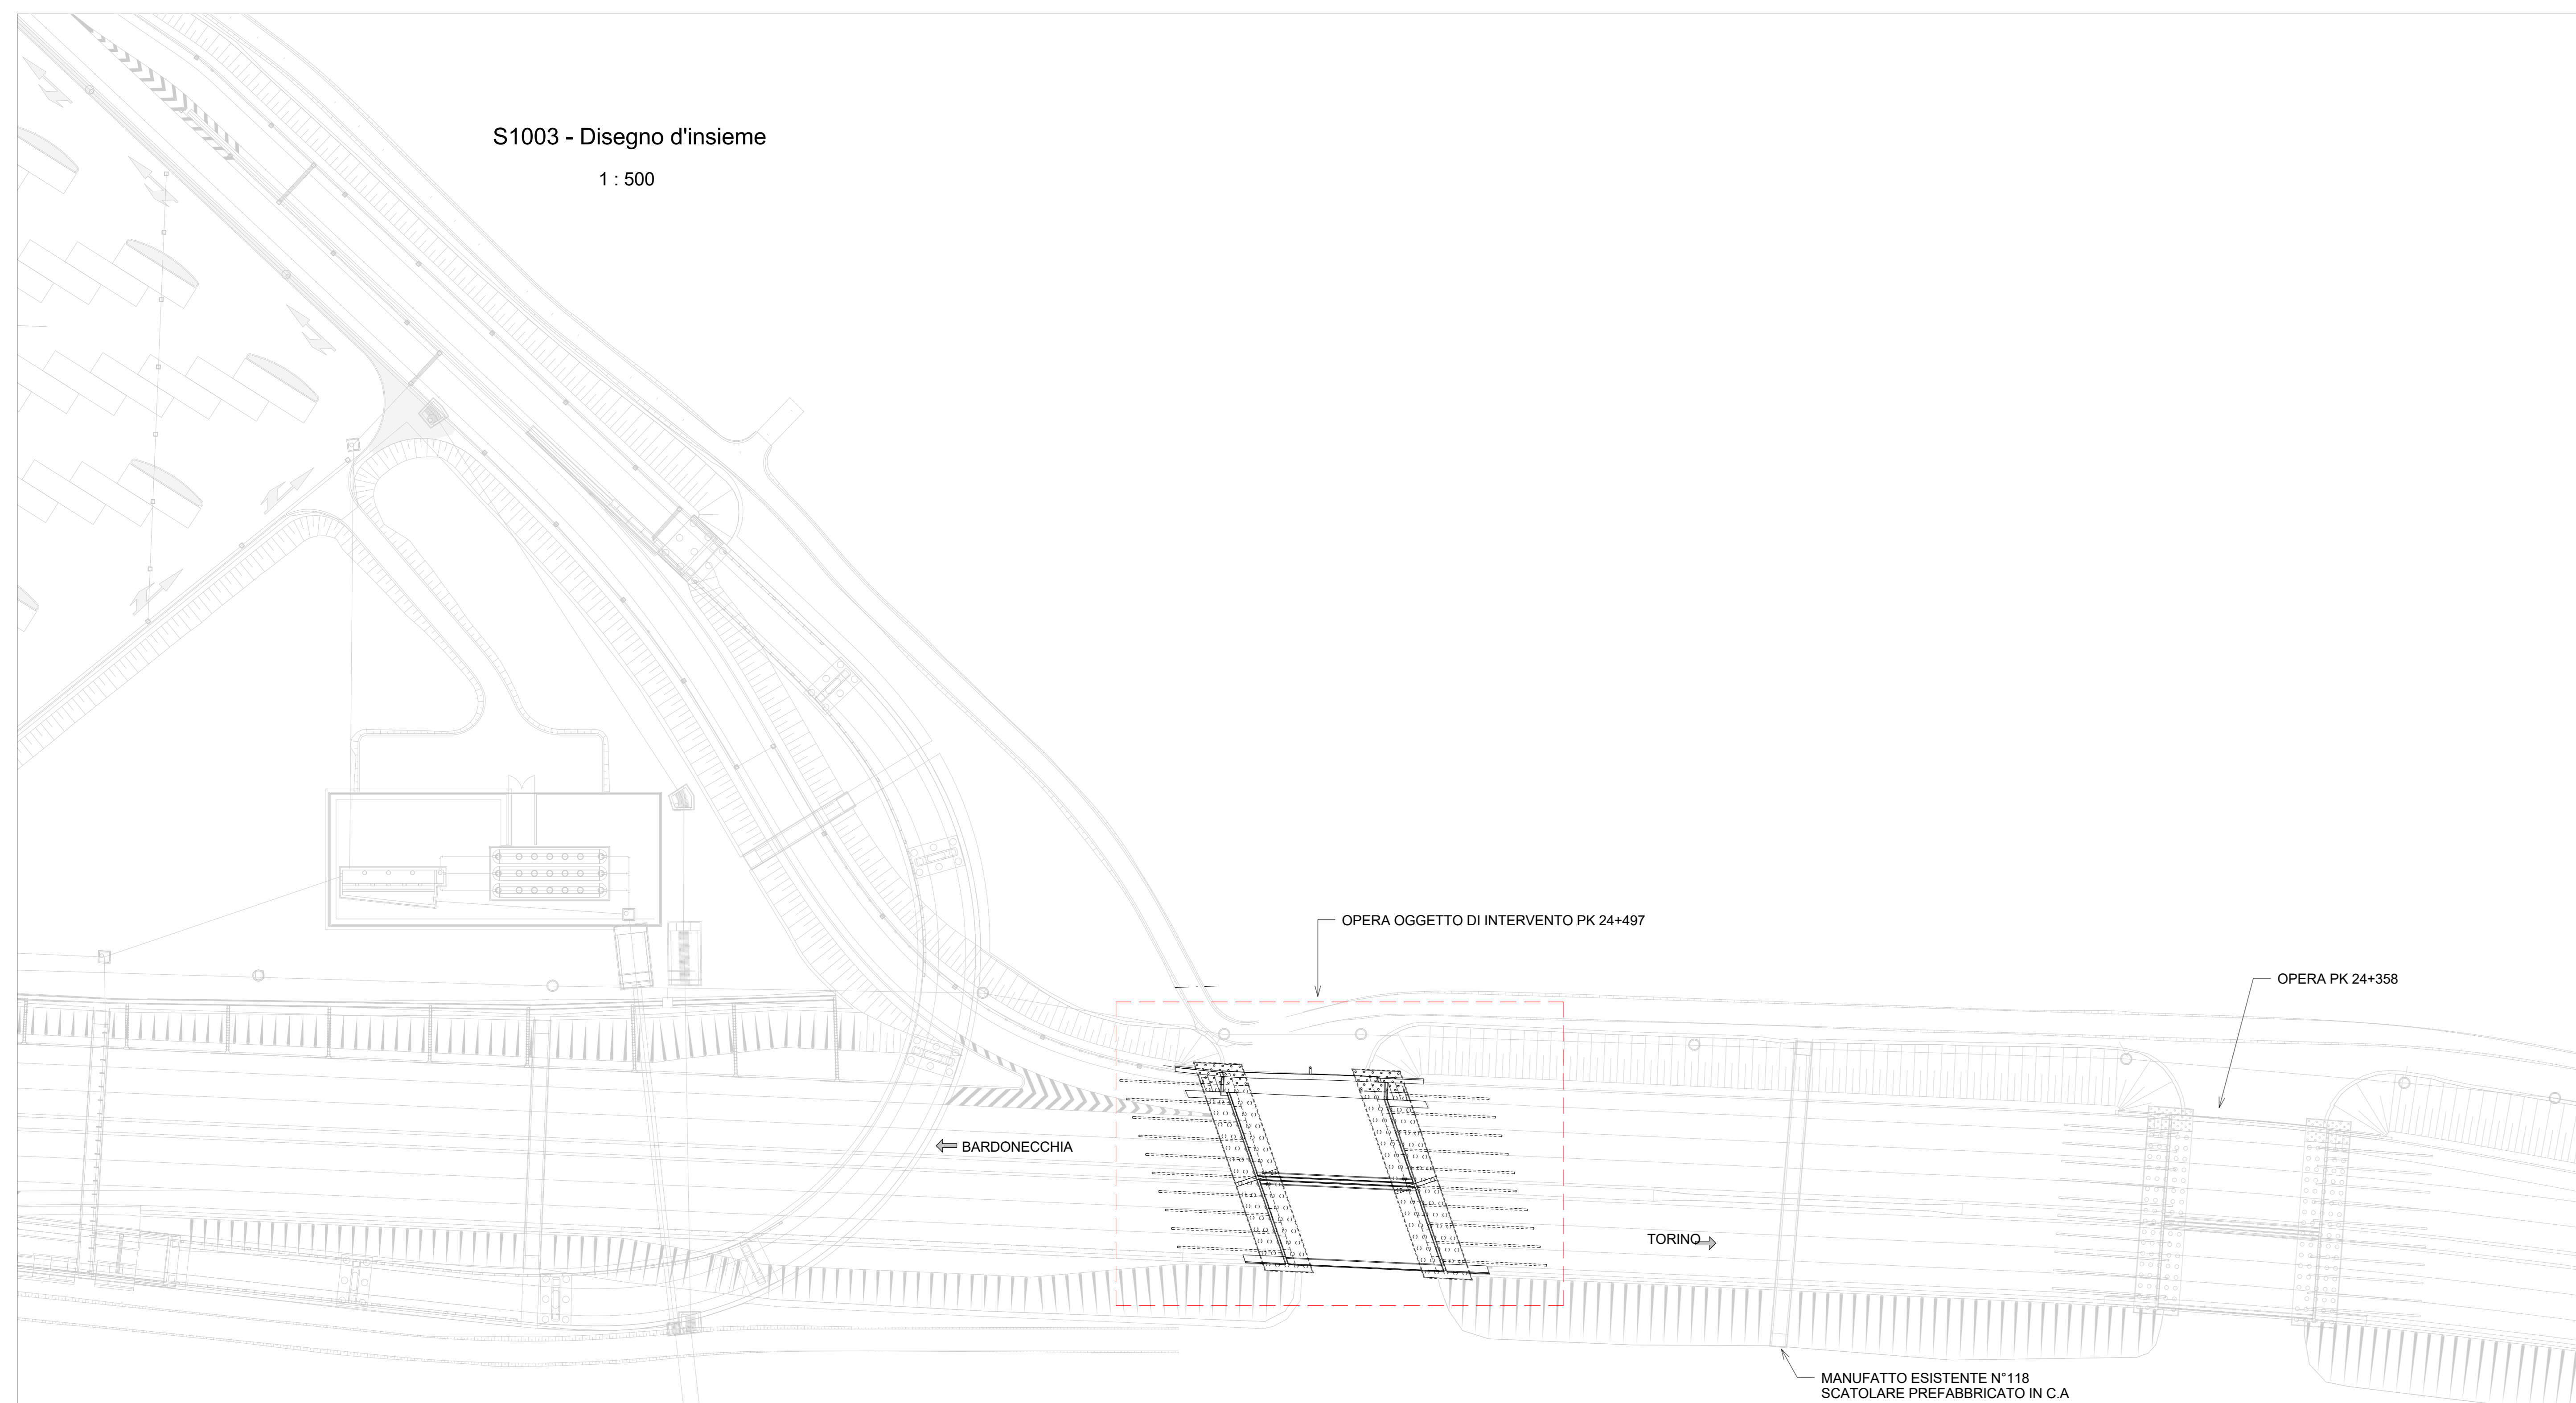 S1003 - Disegno d'insieme
1 : 500
OPERA OGGETTO DI INTERVENTO PK 24+497
OPERA PK 24+358
BARDONECCHIA
TORINO
MANUFATTO ESISTENTE N°118
SCATOLARE PREFABBRICATO IN C.A